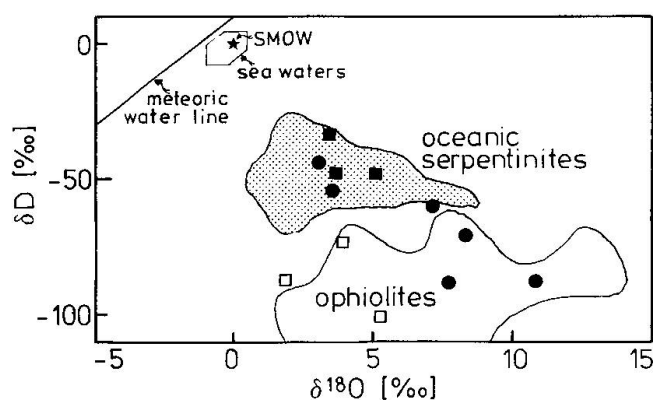 0
-50
-100
δD [‰]
SMOW
sea waters
meteoric
water line
oceanic
serpentinites
ophiolites
-5
0
5
10
15
δ¹⁸O [‰]